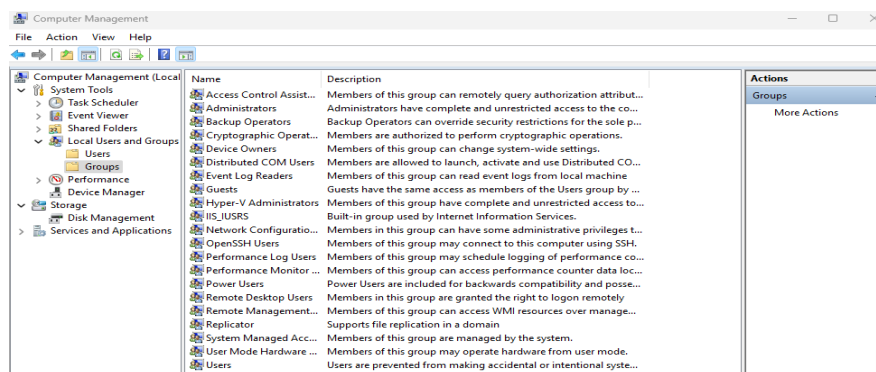 Computer Management
File Action View Help
Computer Management (Local
System Tools
Task Scheduler
Event Viewer
Shared Folders
Local Users and Groups
Users
Groups
Performance
Device Manager
Storage
Disk Management
Services and Applications
Name Description
Access Control Assist... Members of this group can remotely query authorization attribut...
Administrators Administrators have complete and unrestricted access to the co...
Backup Operators Backup Operators can override security restrictions for the sole p...
Cryptographic Operat... Members are authorized to perform cryptographic operations.
Device Owners Members of this group can change system-wide settings.
Distributed COM Users Members are allowed to launch, activate and use Distributed CO...
Event Log Readers Members of this group can read event logs from local machine
Guests Guests have the same access as members of the Users group by ...
Hyper-V Administrators Members of this group have complete and unrestricted access to...
IIS_IUSRS Built-in group used by Internet Information Services.
Network Configuratio... Members in this group can have some administrative privileges t...
OpenSSH Users Members of this group may connect to this computer using SSH.
Performance Log Users Members of this group may schedule logging of performance co...
Performance Monitor ... Members of this group can access performance counter data loc...
Power Users Power Users are included for backwards compatibility and posse...
Remote Desktop Users Members in this group are granted the right to logon remotely
Remote Management... Members of this group can access WMI resources over manage...
Replicator Supports file replication in a domain
System Managed Acc... Members of this group are managed by the system.
User Mode Hardware ... Members of this group may operate hardware from user mode.
Users Users are prevented from making accidental or intentional syste...
Actions
Groups
More Actions